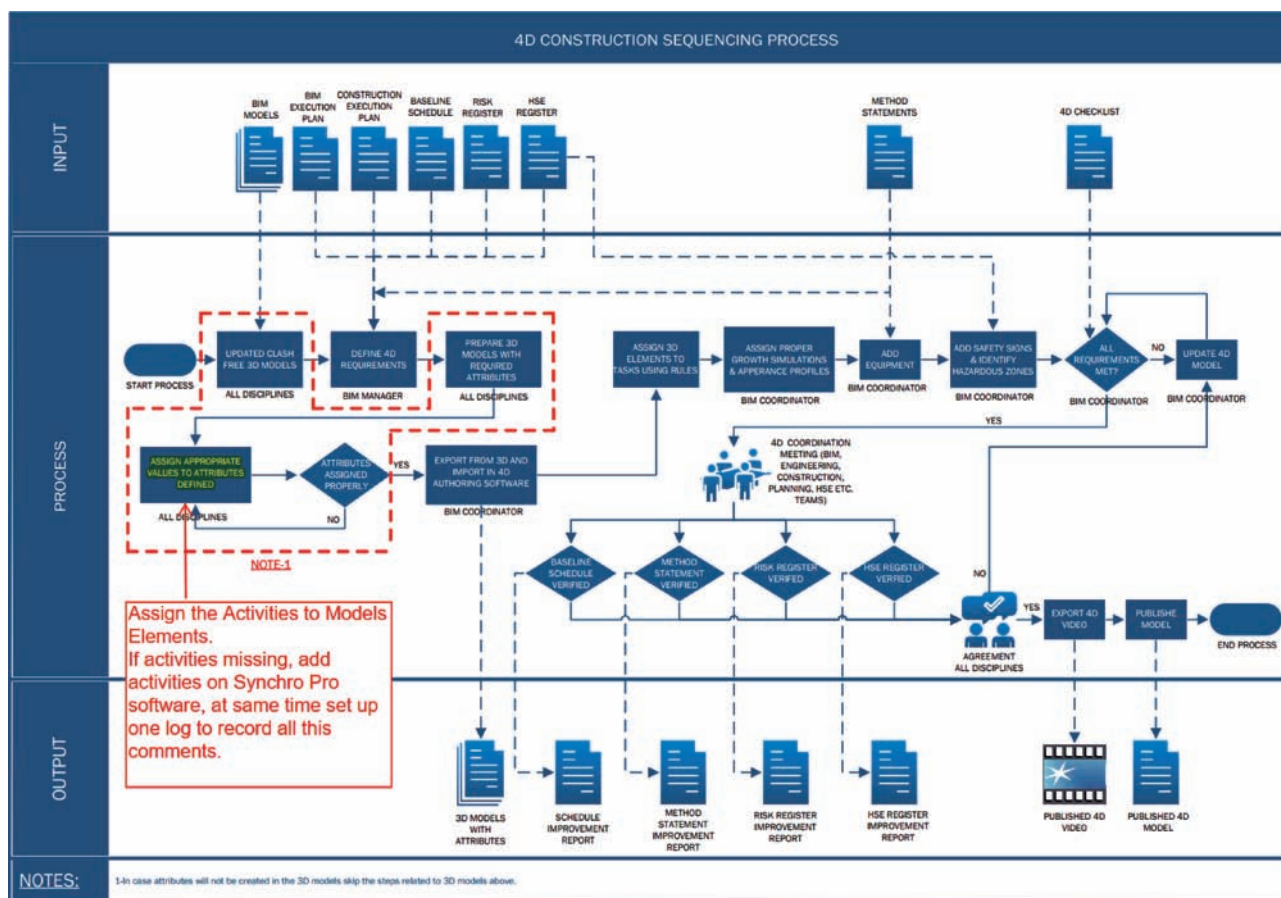 4D CONSTRUCTION SEQUENCING PROCESS
INPUT
BIM
MODELS
BIM
EXECUTION
PLAN
CONSTRUCTION
EXECUTION
PLAN
BASELINE
SCHEDULE
RISK
REGISTER
HSE
REGISTER
METHOD
STATEMENTS
4D CHECKLIST
PROCESS
START PROCESS
UPDATED CLASH
FREE 3D MODELS
ALL DISCIPLINES
DEFINE 4D
REQUIREMENTS
BIM MANAGER
PREPARE 3D
MODELS WITH
REQUIRED
ATTRIBUTES
ALL DISCIPLINES
ASSIGN 3D
ELEMENTS TO
TASKS USING RULES
ASSIGN PROPER
GROWTH SIMULATIONS
& APPERANCE PROFILES
BIM COORDINATOR
ADD
EQUIPMENT
BIM COORDINATOR
ADD SAFETY SIGNS
& IDENTIFY
HAZARDOUS ZONES
BIM COORDINATOR
ALL
REQUIREMENTS
MET?
BIM COORDINATOR
NO
UPDATE 4D
MODEL
BIM COORDINATOR
YES
ASSIGN APPROPRIATE
VALUES TO ATTRIBUTES
DEFINED
ALL DISCIPLINES
ATTRIBUTES
ASSIGNED
PROPERLY
YES
NO
EXPORT FROM 3D AND
IMPORT IN 4D
AUTHORING SOFTWARE
BIM COORDINATOR
4D COORDINATION
MEETING (BIM,
ENGINEERING,
CONSTRUCTION,
PLANNING, HSE ETC.
TEAMS)
NOTE-1
BASELINE
SCHEDULE
VERIFIED
METHOD
STATEMENT
VERIFIED
RISK REGISTER
VERIFED
HSE REGISTER
VERFIED
NO
YES
AGREEMENT
ALL DISCIPLINES
EXPORT 4D
VIDEO
PUBLISHE
MODEL
END PROCESS
Assign the Activities to Models
Elements.
If activities missing, add
activities on Synchro Pro
software, at same time set up
one log to record all this
comments.
OUTPUT
3D MODELS
WITH
ATTRIBUTES
SCHEDULE
IMPROVEMENT
REPORT
METHOD
STATEMENT
IMPROVEMENT
REPORT
RISK REGISTER
IMPROVEMENT
REPORT
HSE REGISTER
IMPROVEMENT
REPORT
PUBLISHED 4D
VIDEO
PUBLISHED 4D
MODEL
NOTES:
1-In case attributes will not be created in the 3D models skip the steps related to 3D models above.